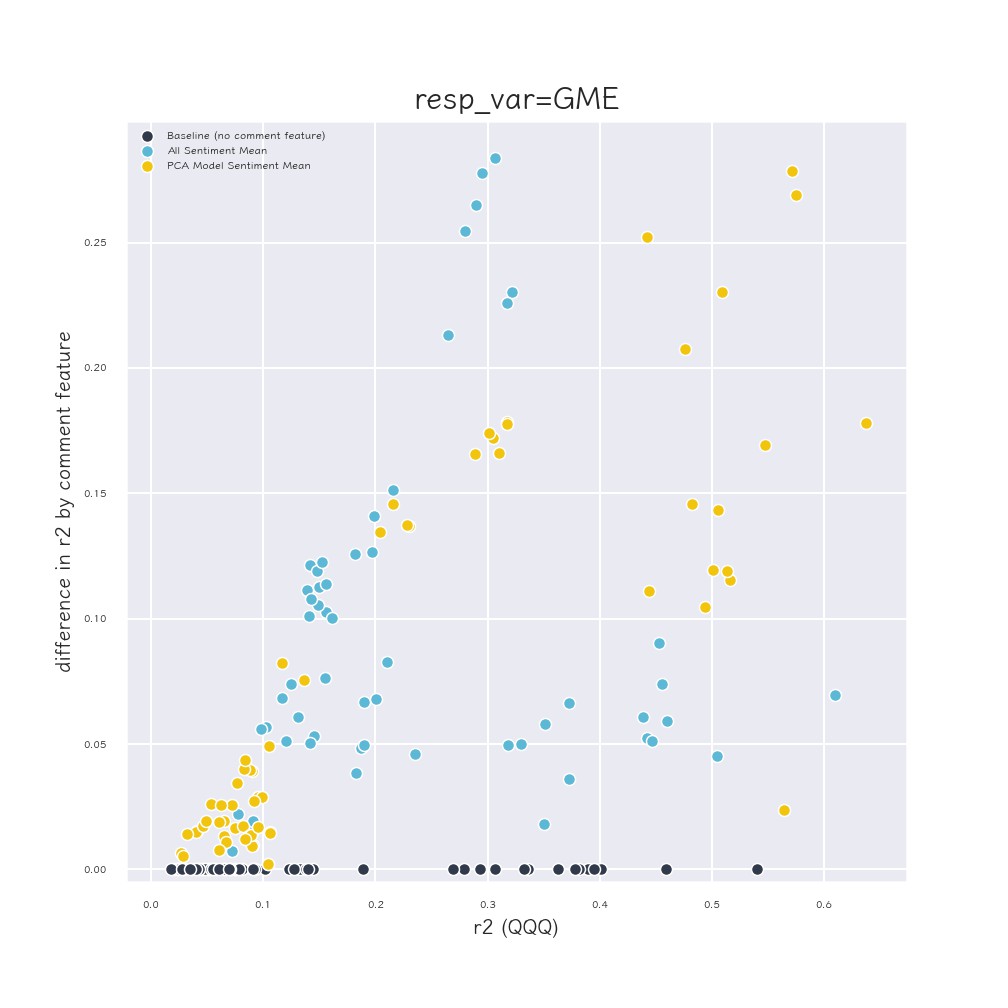 resp_var=GME
Baseline (no comment feature)
All Sentiment Mean
PCA Model Sentiment Mean
difference in r2 by comment feature
0.25
0.20
0.15
0.10
0.05
0.00
0.0 0.1 0.2 0.3 0.4 0.5 0.6
r2 (QQQ)